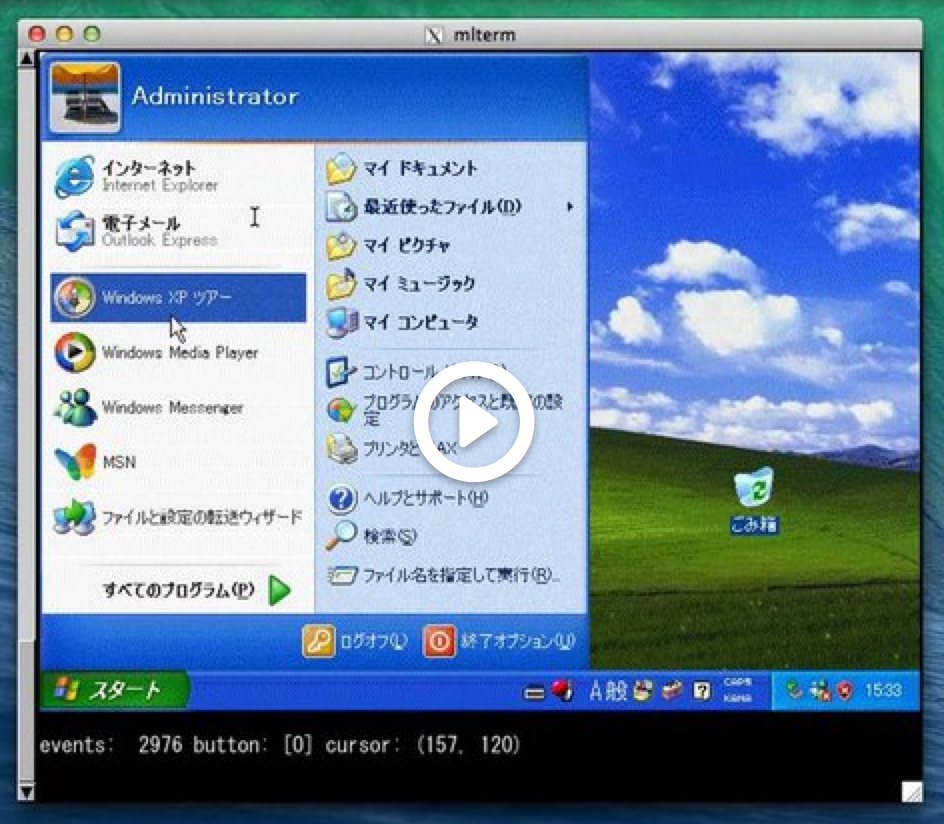 mlterm
Administrator
インターネット
Internet Explorer
電子メール
Outlook Express
Windows XP ツアー
Windows Media Player
Windows Messenger
MSN
ファイルと設定の転送ウィザード
すべてのプログラム(P)
マイ ドキュメント
最近使ったファイル(D)
マイ ピクチャ
マイ ミュージック
マイ コンピュータ
コントロール
プログラムのアクセスと既定の設
定
プリンタと AX
ヘルプとサポート(H)
検索(S)
ファイル名を指定して実行(R)...
ごみ箱
ログオフ(L)
終了オプション(U)
スタート
A 般
CAPS
KANA
15:33
events: 2976 button: [0] cursor: (157, 120)